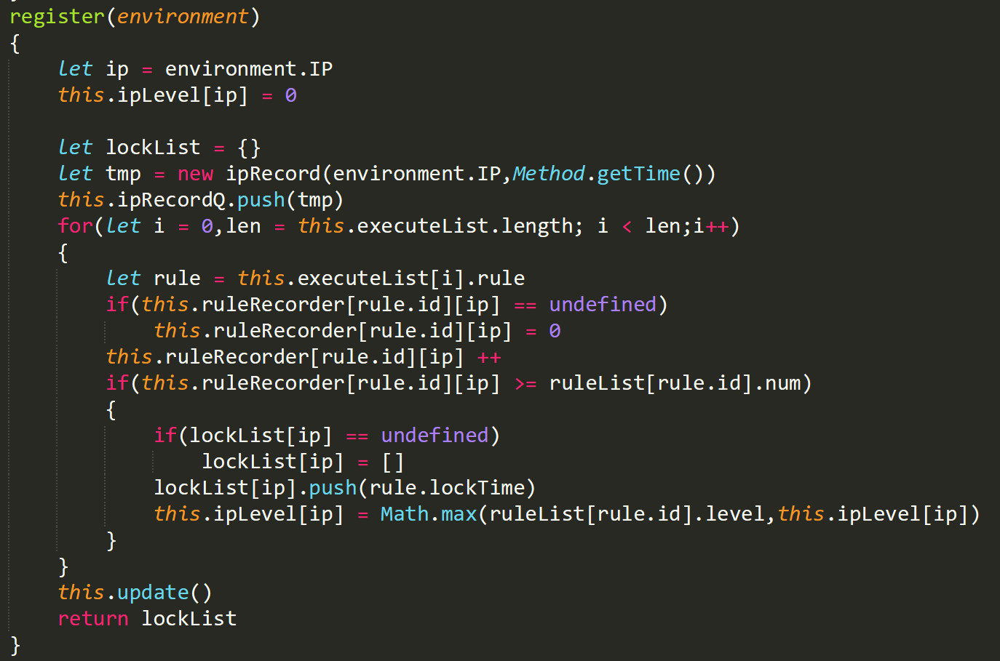 register(environment)
{
    let ip = environment.IP
    this.ipLevel[ip] = 0

    let lockList = {}
    let tmp = new ipRecord(environment.IP,Method.getTime())
    this.ipRecordQ.push(tmp)
    for(let i = 0,len = this.executeList.length; i < len;i++)
    {
        let rule = this.executeList[i].rule
        if(this.ruleRecorder[rule.id][ip] == undefined)
            this.ruleRecorder[rule.id][ip] = 0
        this.ruleRecorder[rule.id][ip] ++
        if(this.ruleRecorder[rule.id][ip] >= ruleList[rule.id].num)
        {
            if(lockList[ip] == undefined)
                lockList[ip] = []
            lockList[ip].push(rule.lockTime)
            this.ipLevel[ip] = Math.max(ruleList[rule.id].level,this.ipLevel[ip])
        }
    }
    this.update()
    return lockList
}